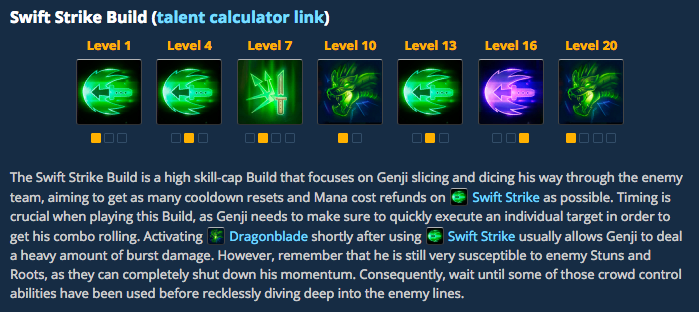 Swift Strike Build (talent calculator link)
Level 1 Level 4 Level 7 Level 10 Level 13 Level 16 Level 20
The Swift Strike Build is a high skill-cap Build that focuses on Genji slicing and dicing his way through the enemy
team, aiming to get as many cooldown resets and Mana cost refunds on Swift Strike as possible. Timing is
crucial when playing this Build, as Genji needs to make sure to quickly execute an individual target in order to
get his combo rolling. Activating Dragonblade shortly after using Swift Strike usually allows Genji to deal
a heavy amount of burst damage. However, remember that he is still very susceptible to enemy Stuns and
Roots, as they can completely shut down his momentum. Consequently, wait until some of those crowd control
abilities have been used before recklessly diving deep into the enemy lines.